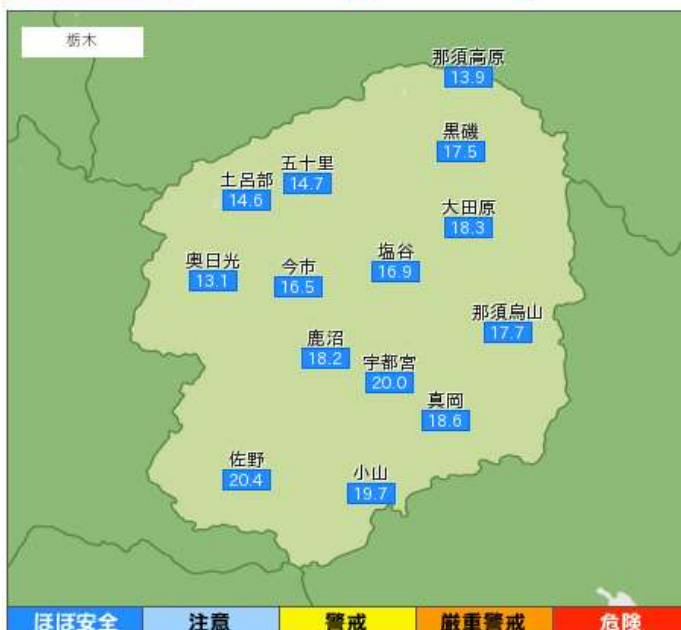 栃木
那須高原
13.9
黒磯
17.5
五十里
14.7
土呂部
14.6
大田原
18.3
奥日光
13.1
今市
16.5
塩谷
16.9
那須烏山
17.7
鹿沼
18.2
宇都宮
20.0
真岡
18.6
佐野
20.4
小山
19.7
ほぼ安全 注意 警戒 厳重警戒 危険